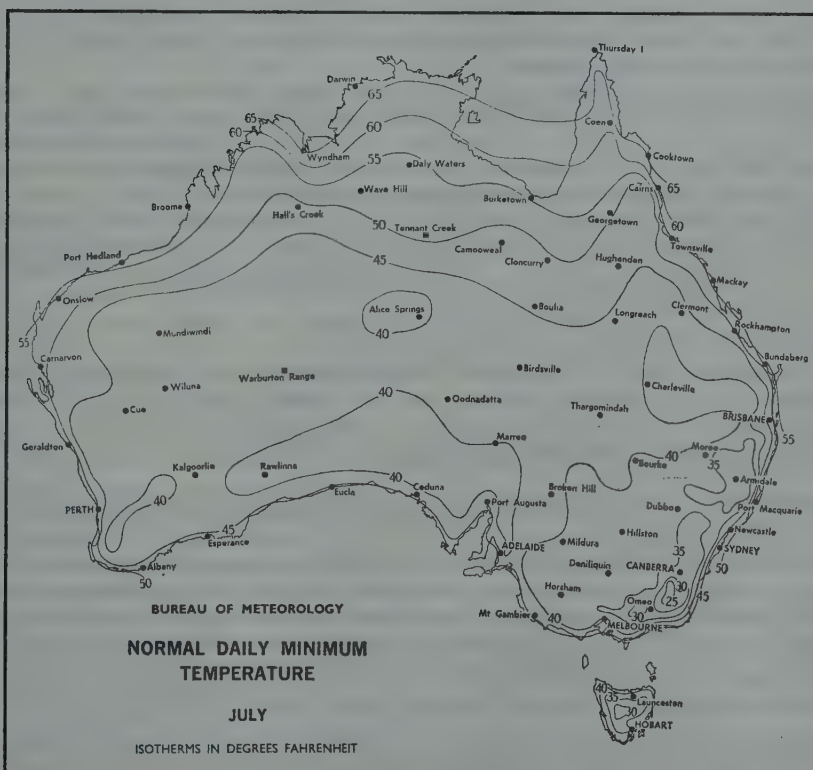 Thursday I
Darwin
65
65
60
Coen
60
Wyndham
55
Daly Waters
Cooktown
Wave Hill
Cairns
65
Broome
Hall's Creek
Burketown
Georgetown
50
Tennant Creek
60
Townsville
Camooweal
Cloncurry
Port Hedland
45
Hughenden
Mackay
Onslow
Boulia
Clermont
Alice Springs
Longreach
40
Mundiwindi
Rockhampton
55
Carnarvon
Birdsville
Bundaberg
Warburton Range
Wiluna
40
Charleville
Oodnadatta
Cue
Thargomindah
BRISBANE
Geraldton
Marree
55
Moree
40
35
Bourke
Kalgoorlie
Rawlinna
40
Armidale
40
Eucla
Ceduna
Broken Hill
Port Augusta
Port Macquarie
PERTH
Dubbo
45
Hillston
Newcastle
Esperance
Mildura
35
SYDNEY
ADELAIDE
50
Albany
Deniliquin
CANBERRA
50
30
Horsham
25
45
Omeo
Mt Gambier
40
30
MELBOURNE
BUREAU OF METEOROLOGY
NORMAL DAILY MINIMUM
TEMPERATURE
40
35
Launceston
30
JULY
HOBART
ISOTHERMS IN DEGREES FAHRENHEIT